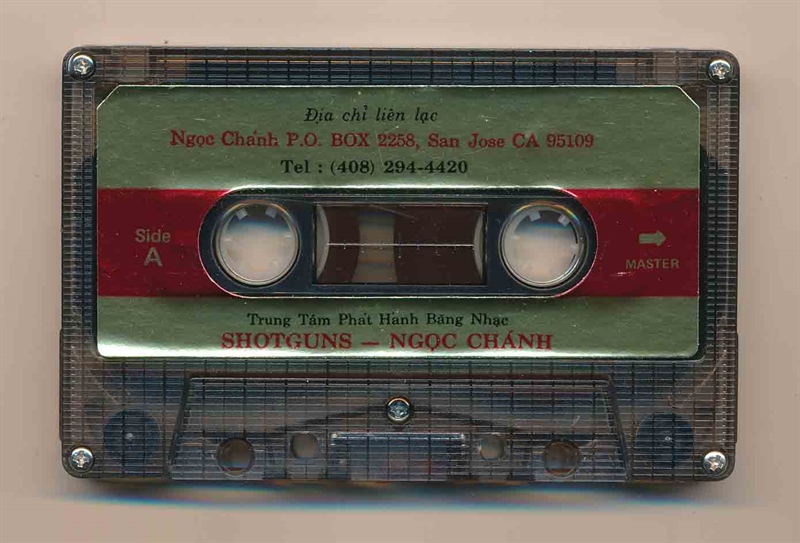 Địa chỉ liên lạc
Ngọc Chánh P.O. BOX 2258, San Jose CA 95109
Tel : (408) 294-4420
Side
A
MASTER
Trung Tâm Phát Hành Băng Nhạc
SHOTGUNS – NGỌC CHÁNH